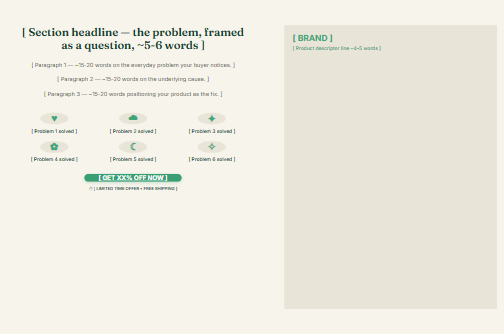 [ Section headline — the problem, framed
as a question, ~5-6 words ]
[ Paragraph 1 — ~15-20 words on the everyday problem your buyer notices. ]
[ Paragraph 2 — ~15-20 words on the underlying cause. ]
[ Paragraph 3 — ~15-20 words positioning your product as the fix. ]
[ Problem 1 solved ]
[ Problem 2 solved ]
[ Problem 3 solved ]
[ Problem 4 solved ]
[ Problem 5 solved ]
[ Problem 6 solved ]
[ GET XX% OFF NOW ]
[ LIMITED TIME OFFER • FREE SHIPPING ]
[ BRAND ]
[ Product descriptor line ~4-5 words ]